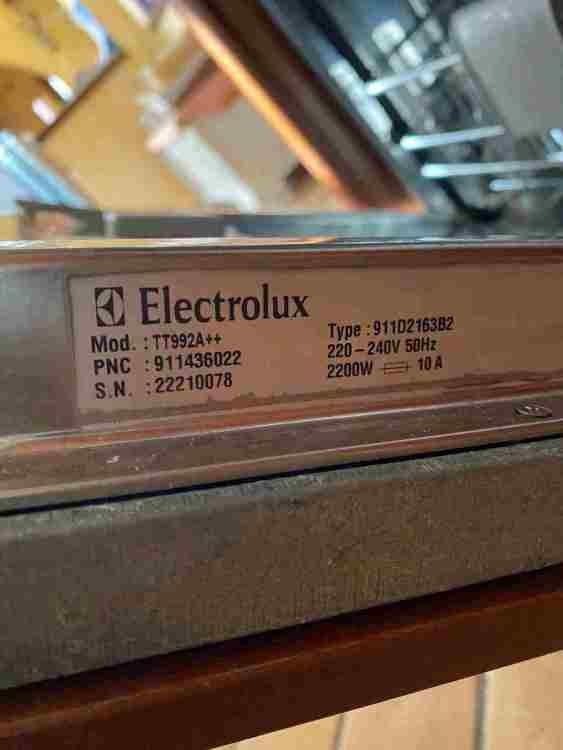 Electrolux
Mod. : TT992A++
PNC : 911436022
S.N. : 22210078
Type : 911D2163B2
220-240V 50Hz
2200W 10 A